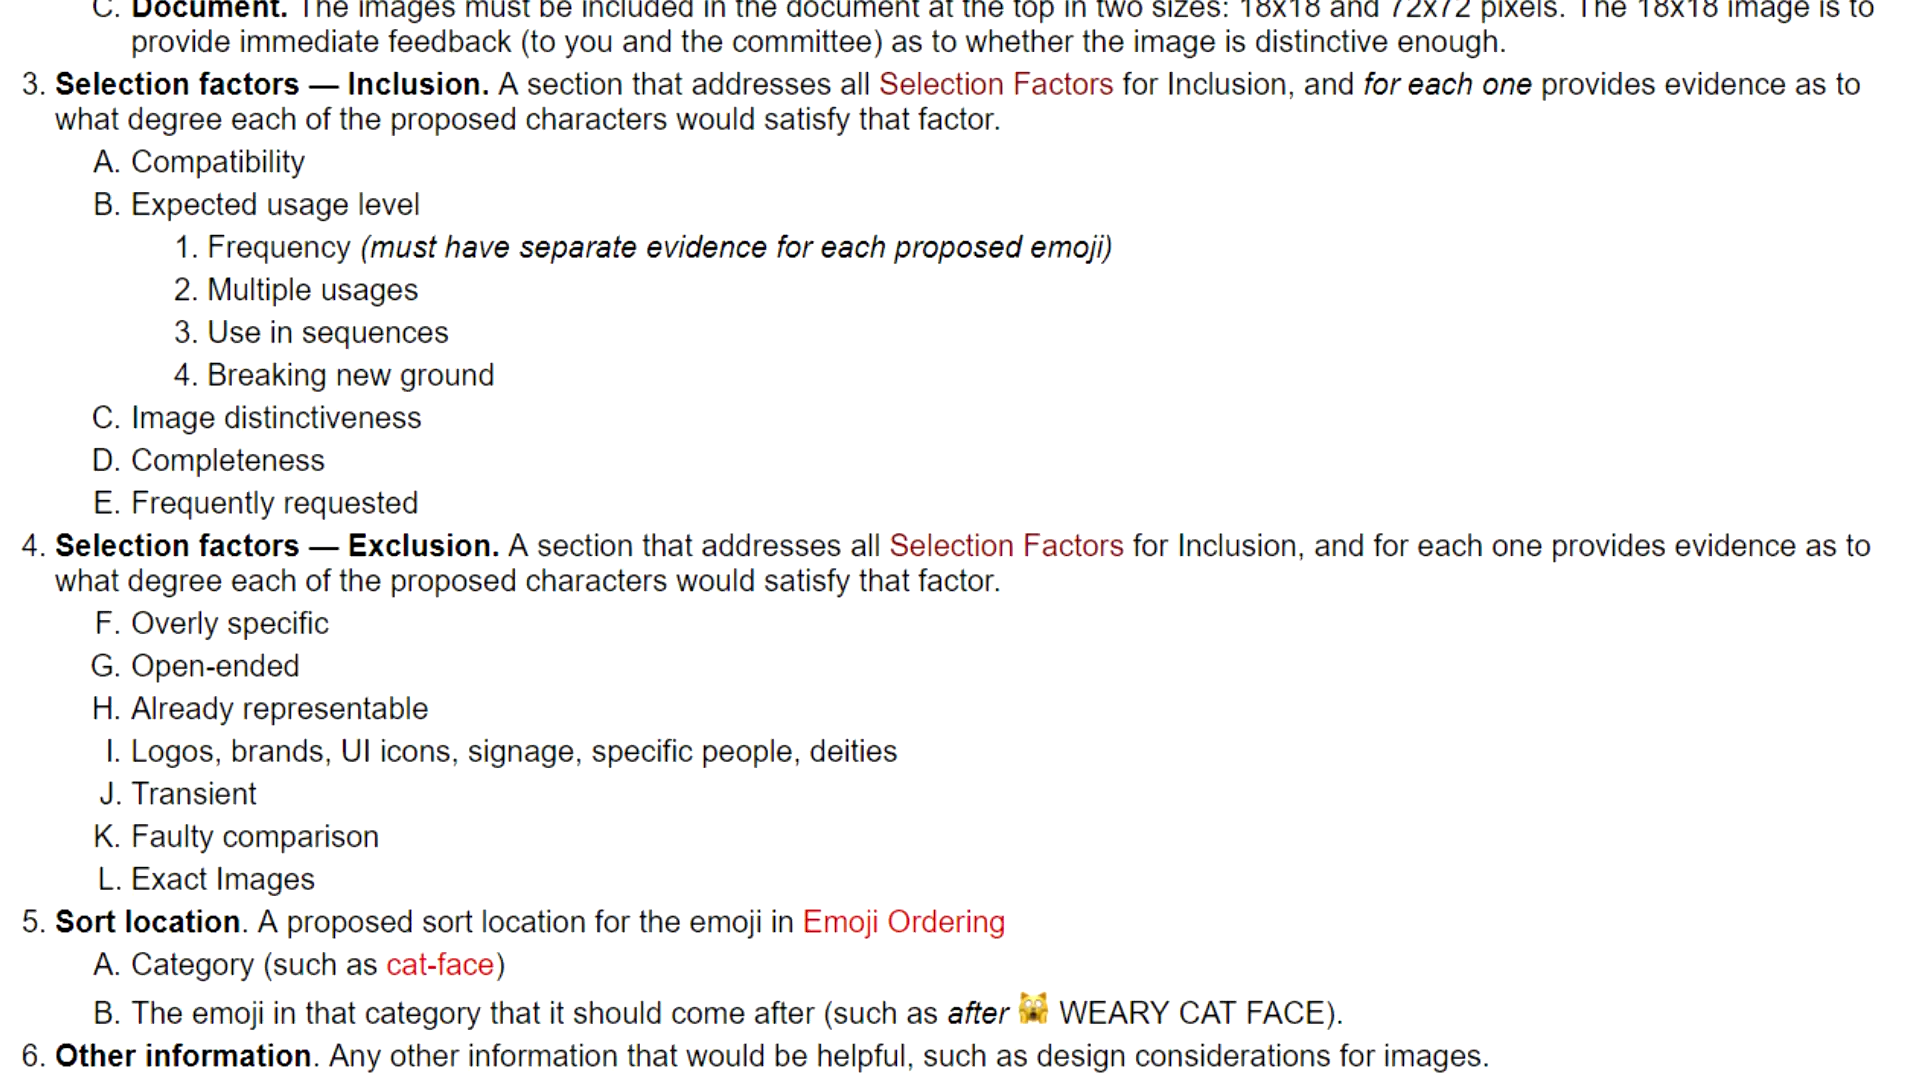 C. Document. The images must be included in the document at the top in two sizes: 18x18 and 72x72 pixels. The 18x18 image is to
provide immediate feedback (to you and the committee) as to whether the image is distinctive enough.
3. Selection factors — Inclusion. A section that addresses all Selection Factors for Inclusion, and for each one provides evidence as to
what degree each of the proposed characters would satisfy that factor.
A. Compatibility
B. Expected usage level
1. Frequency (must have separate evidence for each proposed emoji)
2. Multiple usages
3. Use in sequences
4. Breaking new ground
C. Image distinctiveness
D. Completeness
E. Frequently requested
4. Selection factors — Exclusion. A section that addresses all Selection Factors for Inclusion, and for each one provides evidence as to
what degree each of the proposed characters would satisfy that factor.
F. Overly specific
G. Open-ended
H. Already representable
I. Logos, brands, UI icons, signage, specific people, deities
J. Transient
K. Faulty comparison
L. Exact Images
5. Sort location. A proposed sort location for the emoji in Emoji Ordering
A. Category (such as cat-face)
B. The emoji in that category that it should come after (such as after 🙀 WEARY CAT FACE).
6. Other information. Any other information that would be helpful, such as design considerations for images.